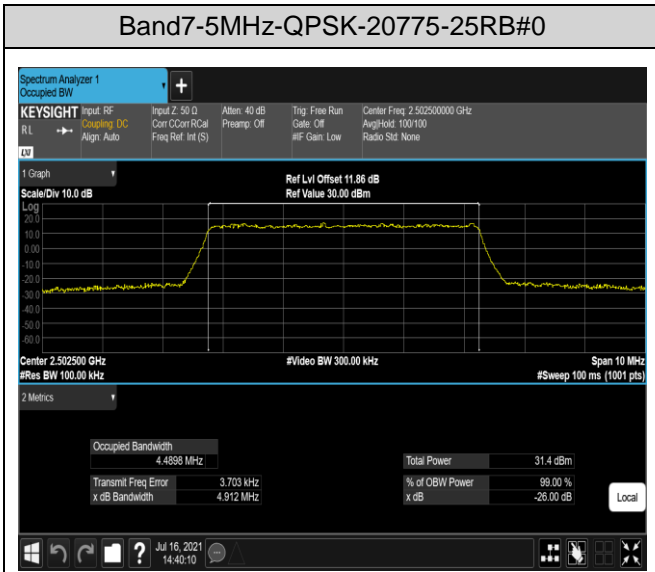 Band7-5MHz-QPSK-20775-25RB#0
Spectrum Analyzer 1
Occupied BW
+
KEYSIGHT Input: RF Input Z: 50 Ω Atten: 40 dB Trig: Free Run Center Freq: 2.502500000 GHz
RL Coupling: DC Corr CCorr RCal Preamp: Off Gate: Off Avg|Hold: 100/100
Align: Auto Freq Ref: Int (S) #IF Gain: Low Radio Std: None
LXI
1 Graph
Ref Lvl Offset 11.86 dB
Scale/Div 10.0 dB Ref Value 30.00 dBm
Log
20.0
10.0
0.00
-10.0
-20.0
-30.0
-40.0
-50.0
-60.0
Center 2.502500 GHz #Video BW 300.00 kHz Span 10 MHz
#Res BW 100.00 kHz #Sweep 100 ms (1001 pts)
2 Metrics
Occupied Bandwidth
4.4898 MHz Total Power 31.4 dBm
Transmit Freq Error 3.703 kHz % of OBW Power 99.00 %
x dB Bandwidth 4.912 MHz x dB -26.00 dB
Local
? Jul 16, 2021
14:40:10